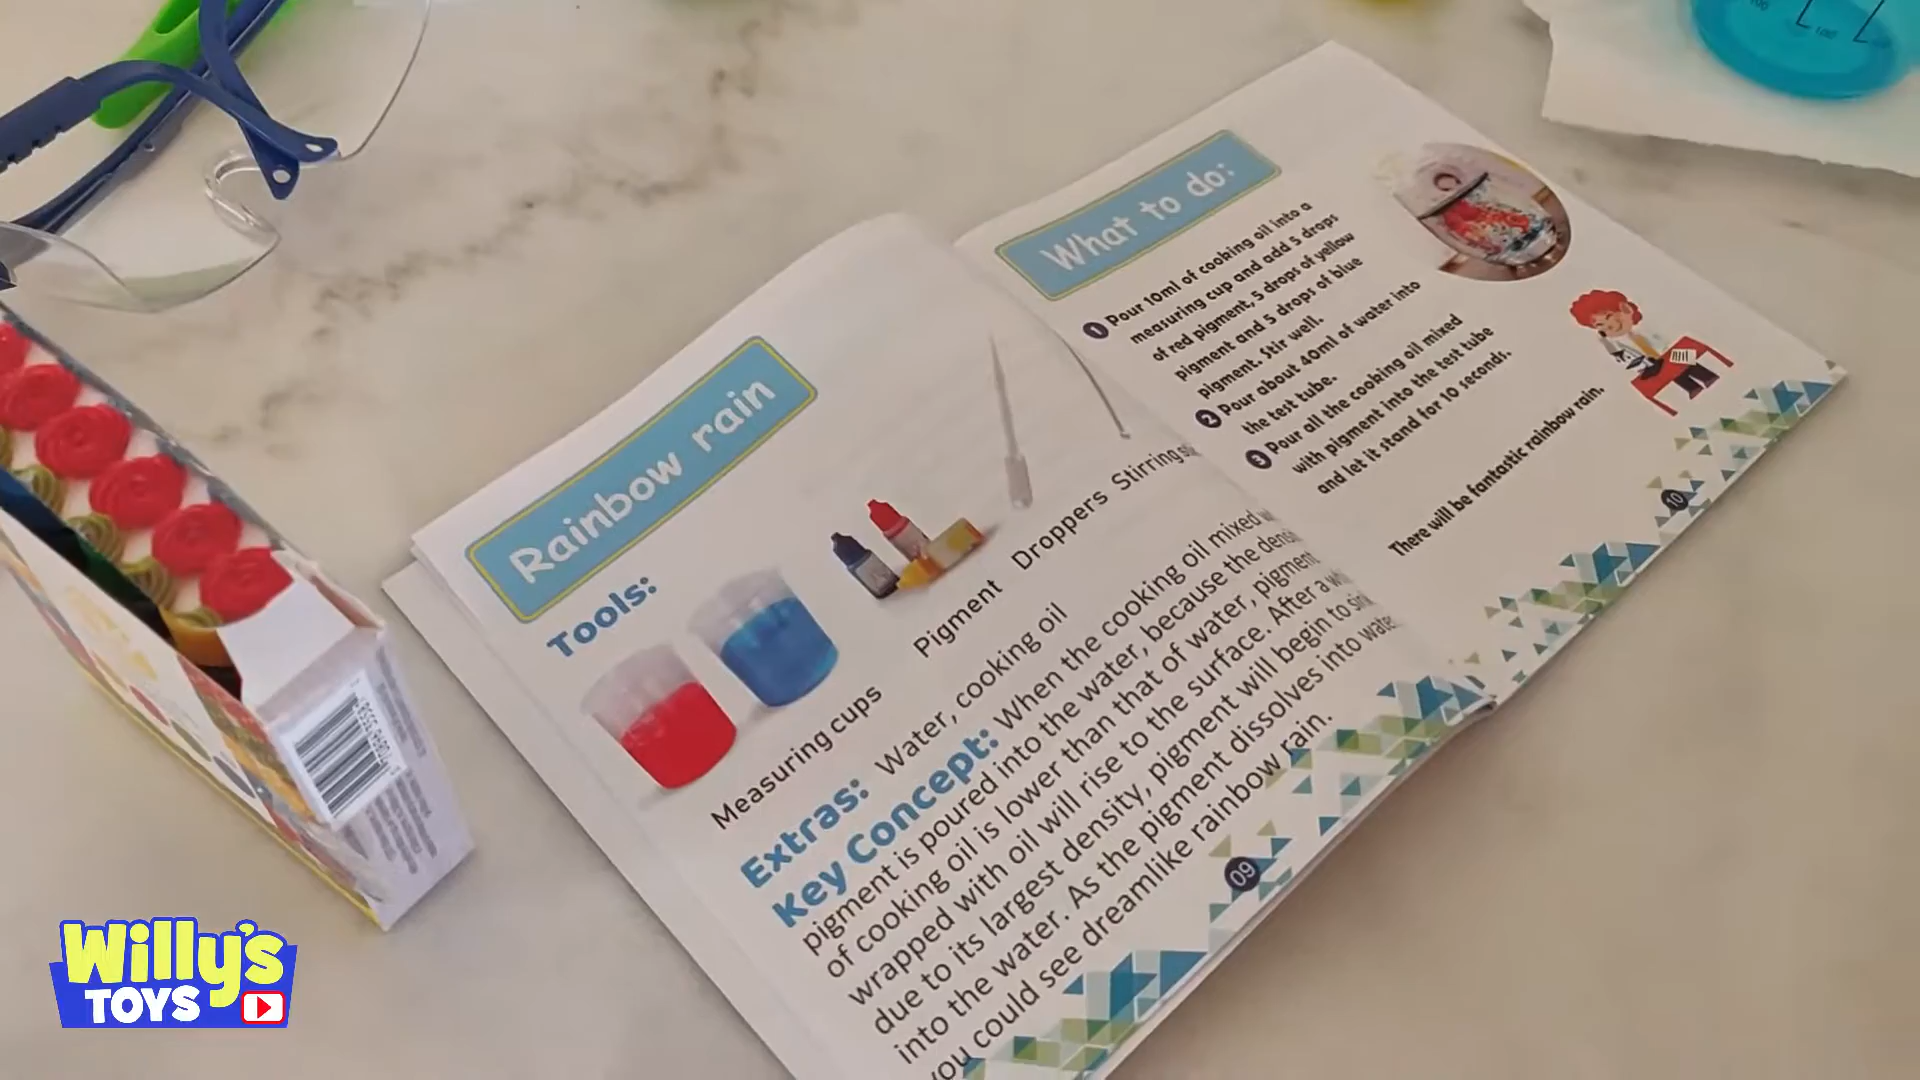 Rainbow rain
Tools:
Measuring cups
Pigment
Droppers
Stirring
Extras: Water, cooking oil
Key Concept: When the cooking oil mixed
pigment is poured into the water, because the
of cooking oil is lower than that of water, pigment
wrapped with oil will rise to the surface. After a
due to its largest density, pigment will begin to
into the water. As the pigment dissolves into
you could see dreamlike rainbow rain.
09
What to do:
1 Pour 10ml of cooking oil into a
measuring cup and add 5 drops
of red pigment, 5 drops of yellow
pigment and 5 drops of blue
pigment. Stir well.
2 Pour about 40ml of water into
the test tube.
3 Pour all the cooking oil mixed
with pigment into the test tube
and let it stand for 10 seconds.
There will be fantastic rainbow rain.
10
100
100
Willy's
TOYS